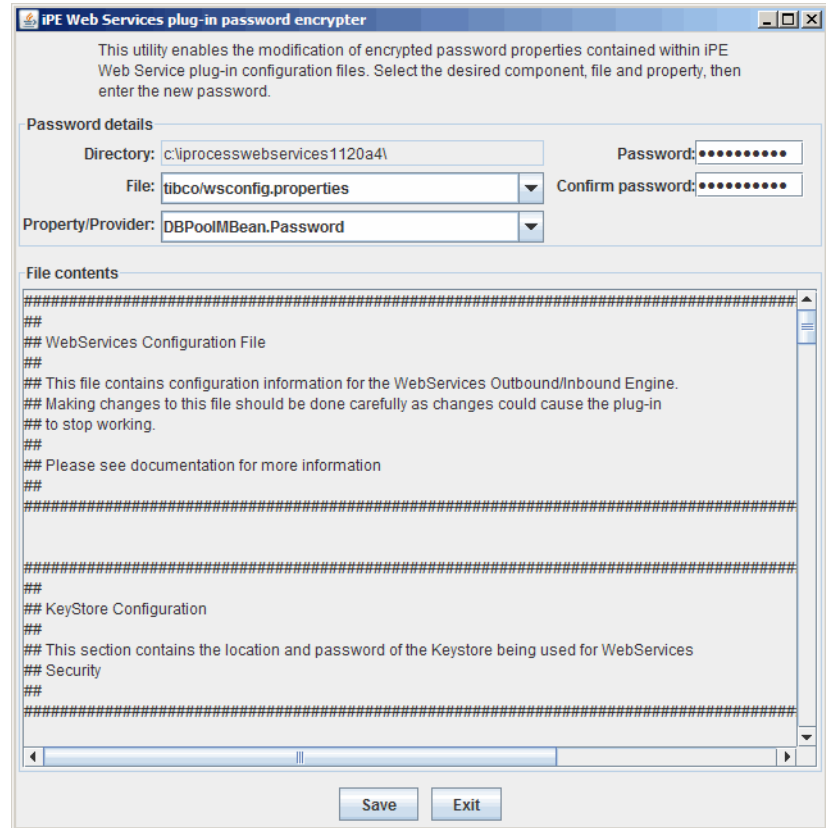 iPE Web Services plug-in password encrypter
This utility enables the modification of encrypted password properties contained within iPE
Web Service plug-in configuration files. Select the desired component, file and property, then
enter the new password.
Password details
Directory: c:\iprocesswebservices1120a4\ Password: ••••••••••
File: tibco/wsconfig.properties Confirm password: ••••••••••
Property/Provider: DBPoolMBean.Password
File contents
######################################################################################
##
## WebServices Configuration File
##
## This file contains configuration information for the WebServices Outbound/Inbound Engine.
## Making changes to this file should be done carefully as changes could cause the plug-in
## to stop working.
##
## Please see documentation for more information
##
######################################################################################
######################################################################################
##
## KeyStore Configuration
##
## This section contains the location and password of the Keystore being used for WebServices
## Security
##
######################################################################################
Save Exit